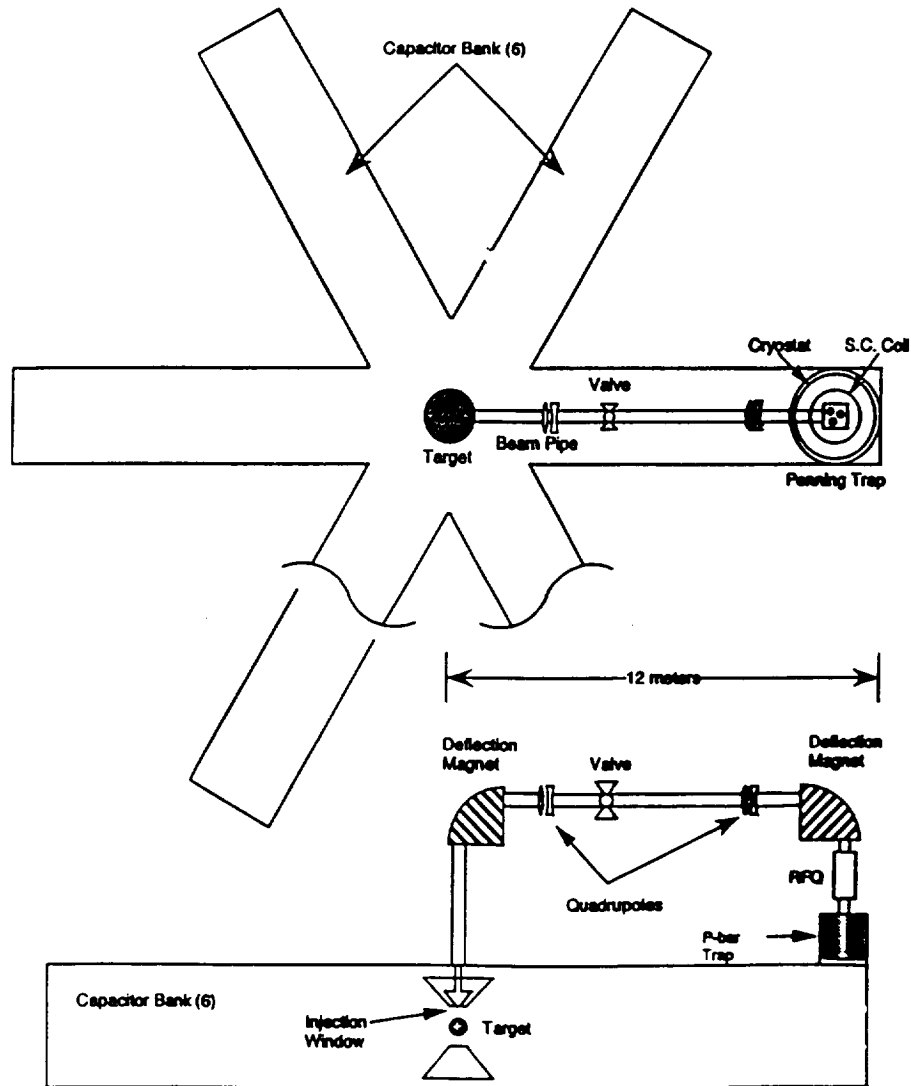 Capacitor Bank (6)
Cryostat
S.C. Coil
Valve
Beam Pipe
Target
Penning Trap
12 meters
Deflection
Magnet
Valve
Deflection
Magnet
RFQ
Quadrupoles
P-bar
Trap
Capacitor Bank (6)
Injection
Window
Target